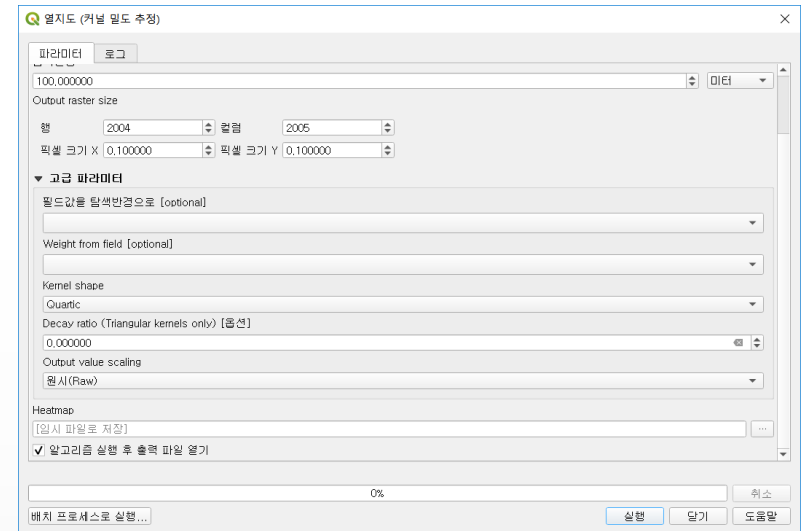 열지도 (커널 밀도 추정)
파라미터 로그
100,000000 미터
Output raster size
행 2004 컬럼 2005
픽셀 크기 X 0,100000 픽셀 크기 Y 0,100000
고급 파라미터
필드값을 탐색반경으로 [optional]
Weight from field [optional]
Kernel shape
Quartic
Decay ratio (Triangular kernels only) [옵션]
0,000000
Output value scaling
원시(Raw)
Heatmap
[임시 파일로 저장] ...
알고리즘 실행 후 출력 파일 열기
0% 취소
배치 프로세스로 실행... 실행 닫기 도움말